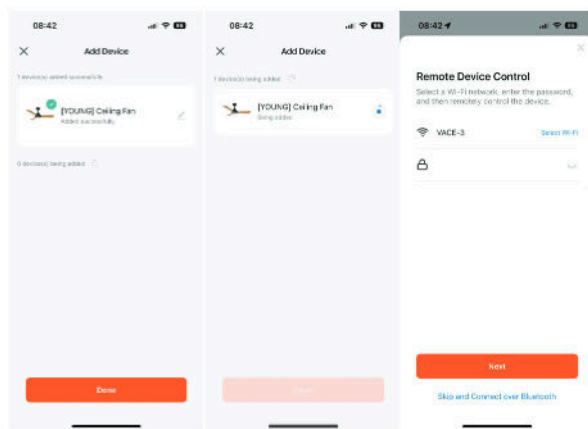 08:42
Add Device
1 device(s) added successfully
[YOUNG] Ceiling Fan
Added successfully
0 device(s) being added
Done
08:42
Add Device
1 device(s) being added
[YOUNG] Ceiling Fan
Being added
08:42
Remote Device Control
Select a Wi-Fi network, enter the password,
and then remotely control the device.
VACE-3
Select Wi-Fi
Next
Skip and Connect over Bluetooth